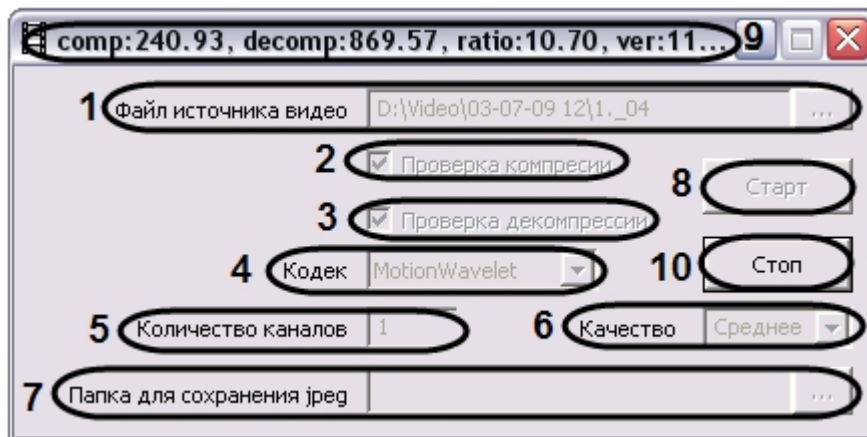 comp:240.93, decomp:869.57, ratio:10.70, ver:11... 9
1 Файл источника видео D:\Video\03-07-09 12\1._04 ...
2 Проверка компресии
8 Старт
3 Проверка декомпрессии
4 Кодек MotionWavelet
10 Стоп
5 Количество каналов 1
6 Качество Среднее
7 Папка для сохранения jpeg ...